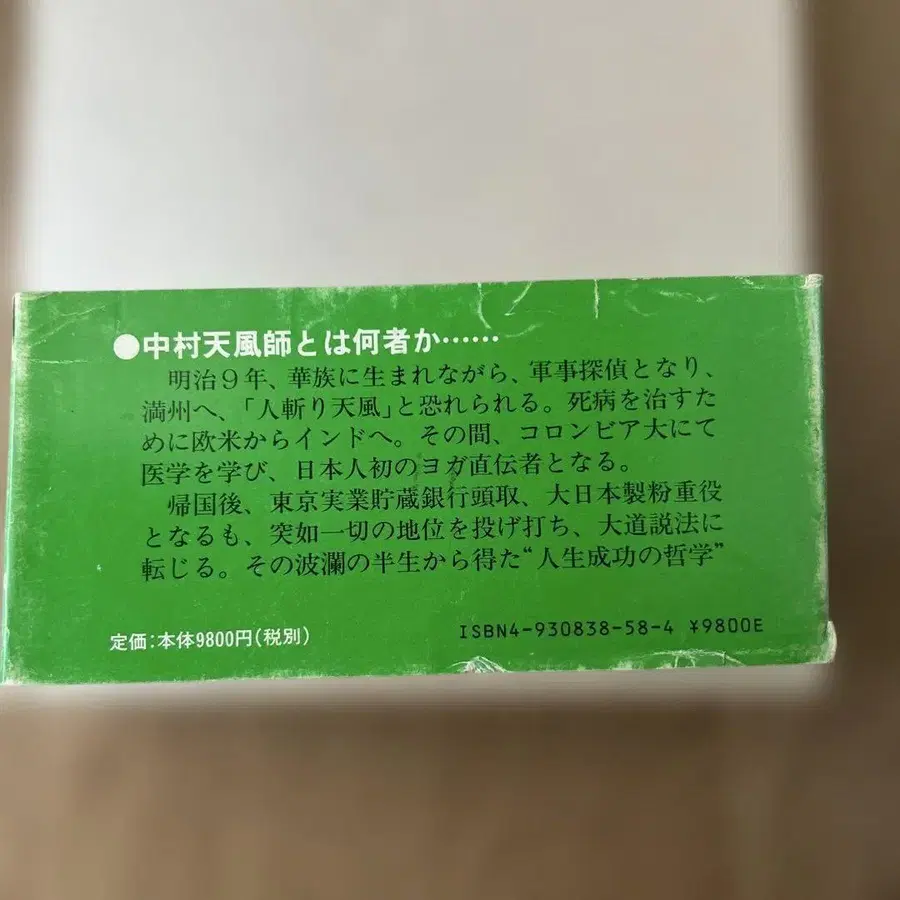 ●中村天風師とは何者か……
明治９年、華族に生まれながら、軍事探偵となり、
満州へ、「人斬り天風」と恐れられる。死病を治すた
めに欧米からインドへ。その間、コロンビア大にて
医学を学び、日本人初のヨガ直伝者となる。
帰国後、東京実業貯蔵銀行頭取、大日本製粉重役
となるも、突如一切の地位を投げ打ち、大道説法に
転じる。その波瀾の半生から得た“人生成功の哲学”
定価：本体9800円（税別）
ISBN4-930838-58-4 ¥9800E